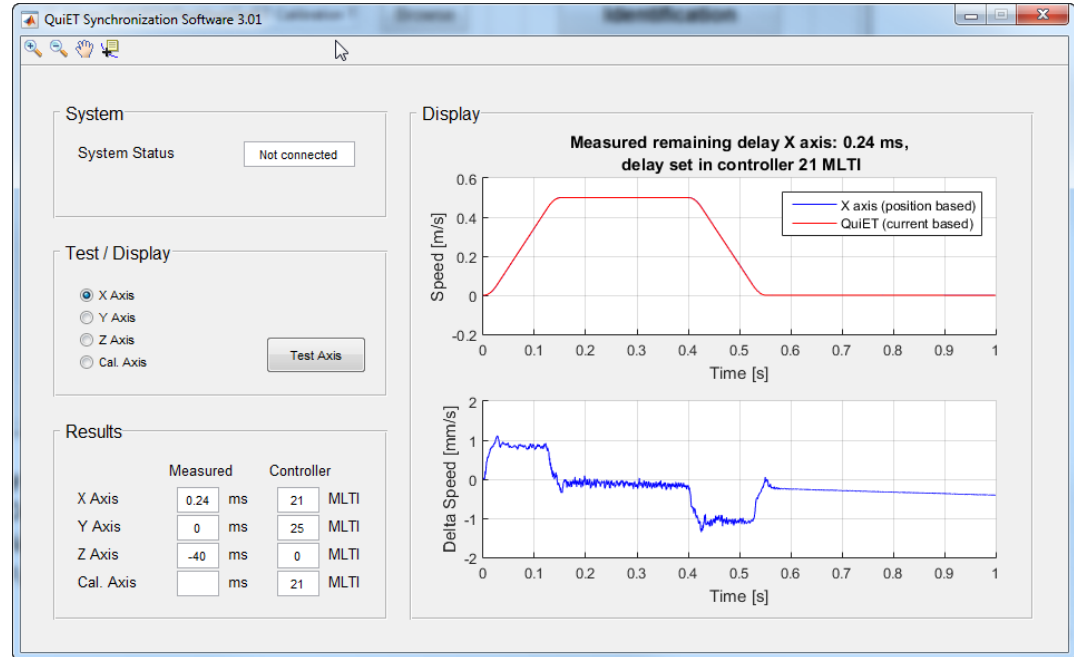 QuiET Synchronization Software 3.01
Identification
System
System Status
Not connected
Test / Display
X Axis
Y Axis
Z Axis
Cal. Axis
Test Axis
Results
Measured Controller
X Axis 0.24 ms 21 MLTI
Y Axis 0 ms 25 MLTI
Z Axis -40 ms 0 MLTI
Cal. Axis ms 21 MLTI
Display
Measured remaining delay X axis: 0.24 ms,
delay set in controller 21 MLTI
X axis (position based)
QuiET (current based)
Speed [m/s]
0.6
0.4
0.2
0
-0.2
0 0.1 0.2 0.3 0.4 0.5 0.6 0.7 0.8 0.9 1
Time [s]
Delta Speed [mm/s]
2
1
0
-1
-2
0 0.1 0.2 0.3 0.4 0.5 0.6 0.7 0.8 0.9 1
Time [s]